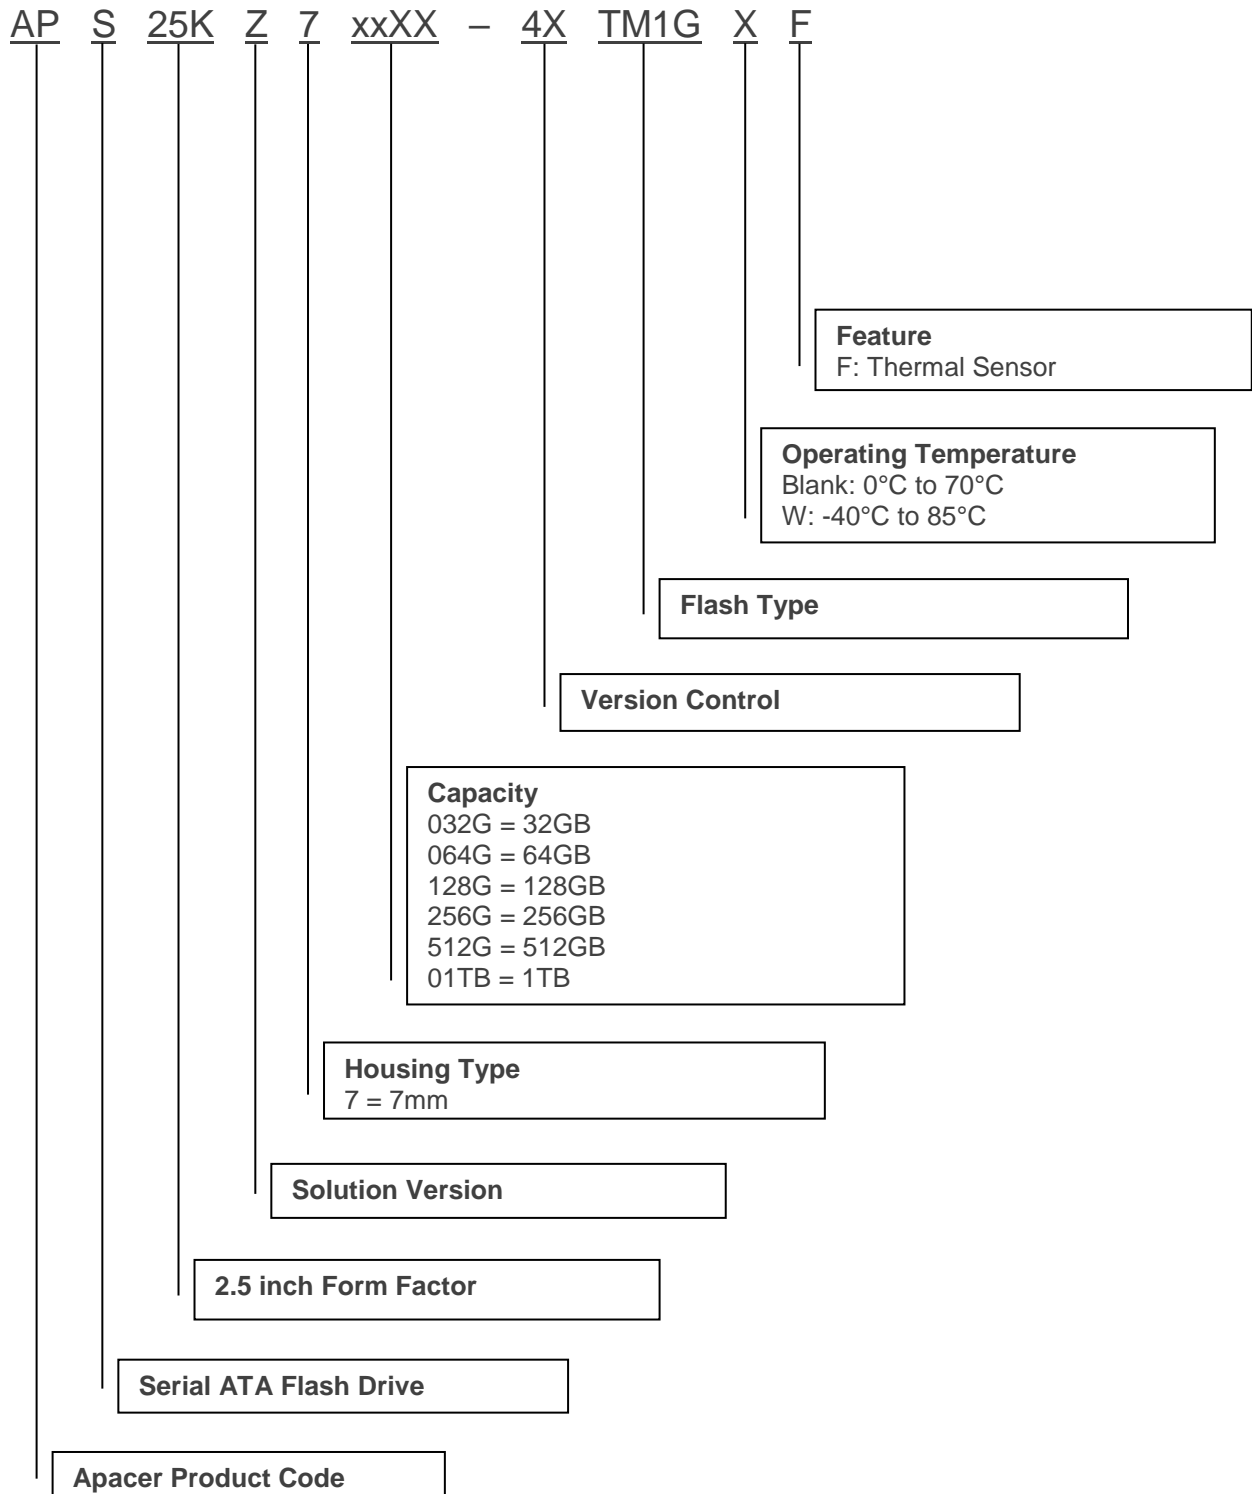 AP S 25K Z 7 xxXX – 4X TM1G X F
Feature
F: Thermal Sensor
Operating Temperature
Blank: 0°C to 70°C
W: -40°C to 85°C
Flash Type
Version Control
Capacity
032G = 32GB
064G = 64GB
128G = 128GB
256G = 256GB
512G = 512GB
01TB = 1TB
Housing Type
7 = 7mm
Solution Version
2.5 inch Form Factor
Serial ATA Flash Drive
Apacer Product Code